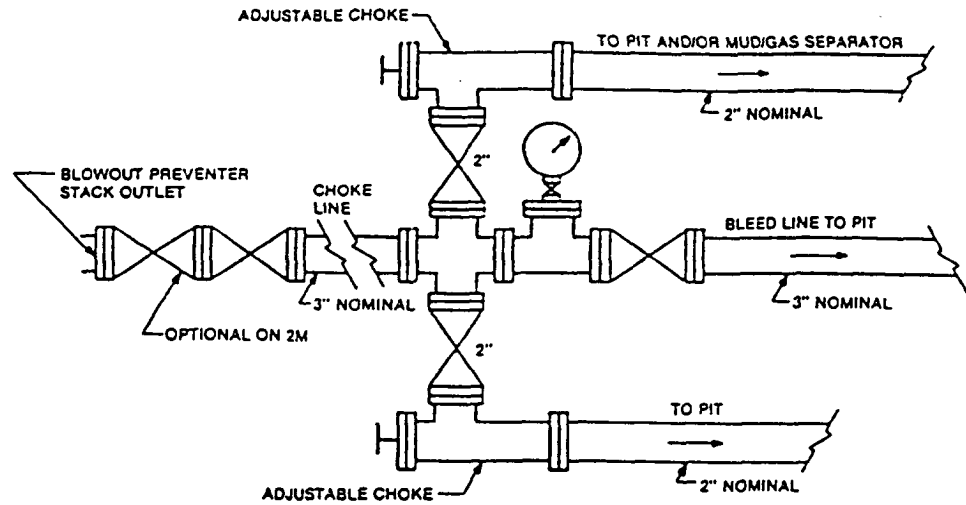 ADJUSTABLE CHOKE
TO PIT AND/OR MUD/GAS SEPARATOR
2" NOMINAL
2"
BLOWOUT PREVENTER
STACK OUTLET
CHOKE
LINE
BLEED LINE TO PIT
3" NOMINAL
3" NOMINAL
OPTIONAL ON 2M
2"
TO PIT
2" NOMINAL
ADJUSTABLE CHOKE